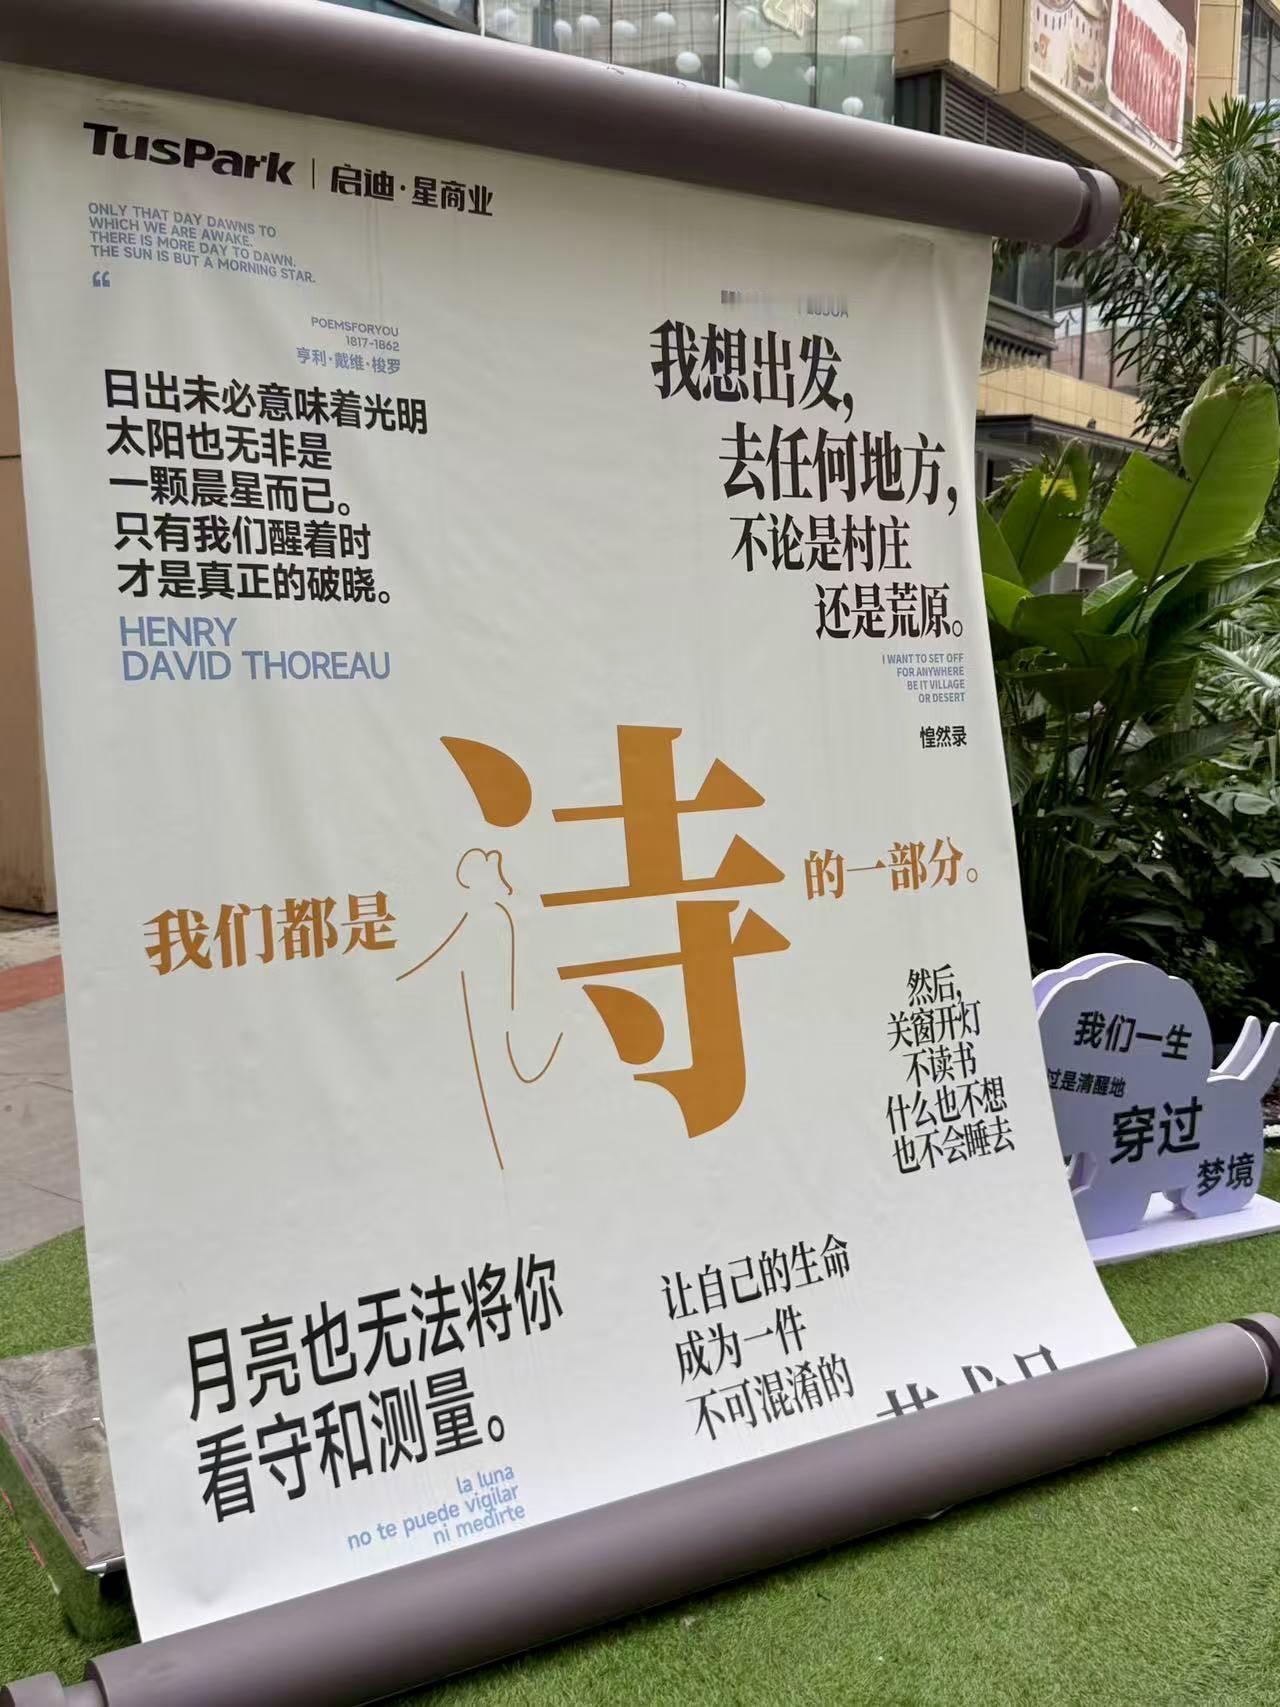 TusPark | 启迪·星商业
ONLY THAT DAY DAWNS TO
WHICH WE ARE AWAKE.
THERE IS MORE DAY TO DAWN.
THE SUN IS BUT A MORNING STAR.
“
POEMSFORYOU
1817-1862
亨利·戴维·梭罗
日出未必意味着光明
太阳也无非是
一颗晨星而已。
只有我们醒着时
才是真正的破晓。
HENRY
DAVID THOREAU
我想出发，
去任何地方，
不论是村庄
还是荒原。
I WANT TO SET OFF
FOR ANYWHERE
BE IT VILLAGE
OR DESERT
惶然录
我们都是诗的一部分。
然后，
关窗开灯
不读书
什么也不想
也不会睡去
月亮也无法将你
看守和测量。
la luna
no te puede vigilar
ni medirte
让自己的生命
成为一件
不可混淆的
我们一生
过是清醒地
穿过
梦境